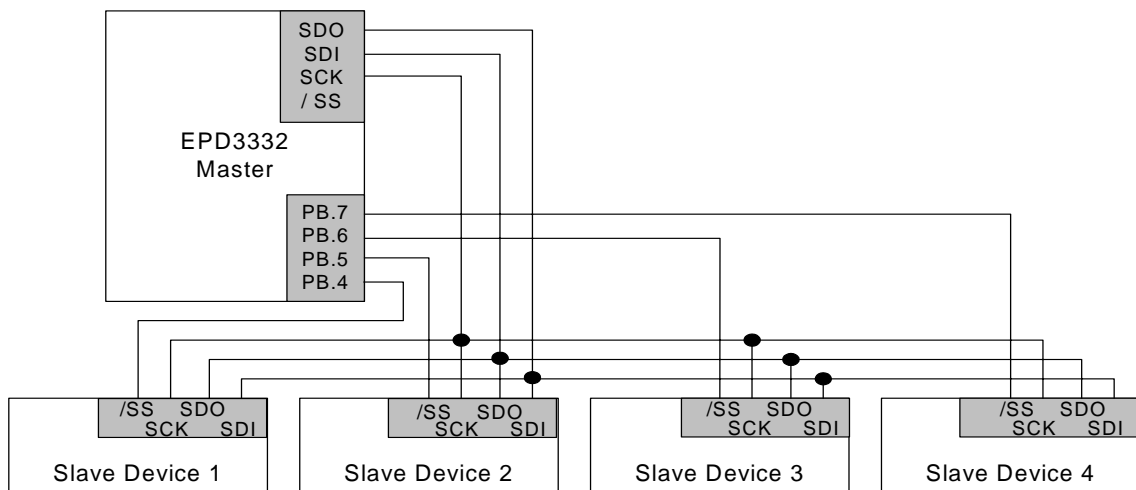 SDO
SDI
SCK
/ SS
EPD3332
Master
PB.7
PB.6
PB.5
PB.4
/SS SDO
SCK SDI
Slave Device 1
/SS SDO
SCK SDI
Slave Device 2
/SS SDO
SCK SDI
Slave Device 3
/SS SDO
SCK SDI
Slave Device 4